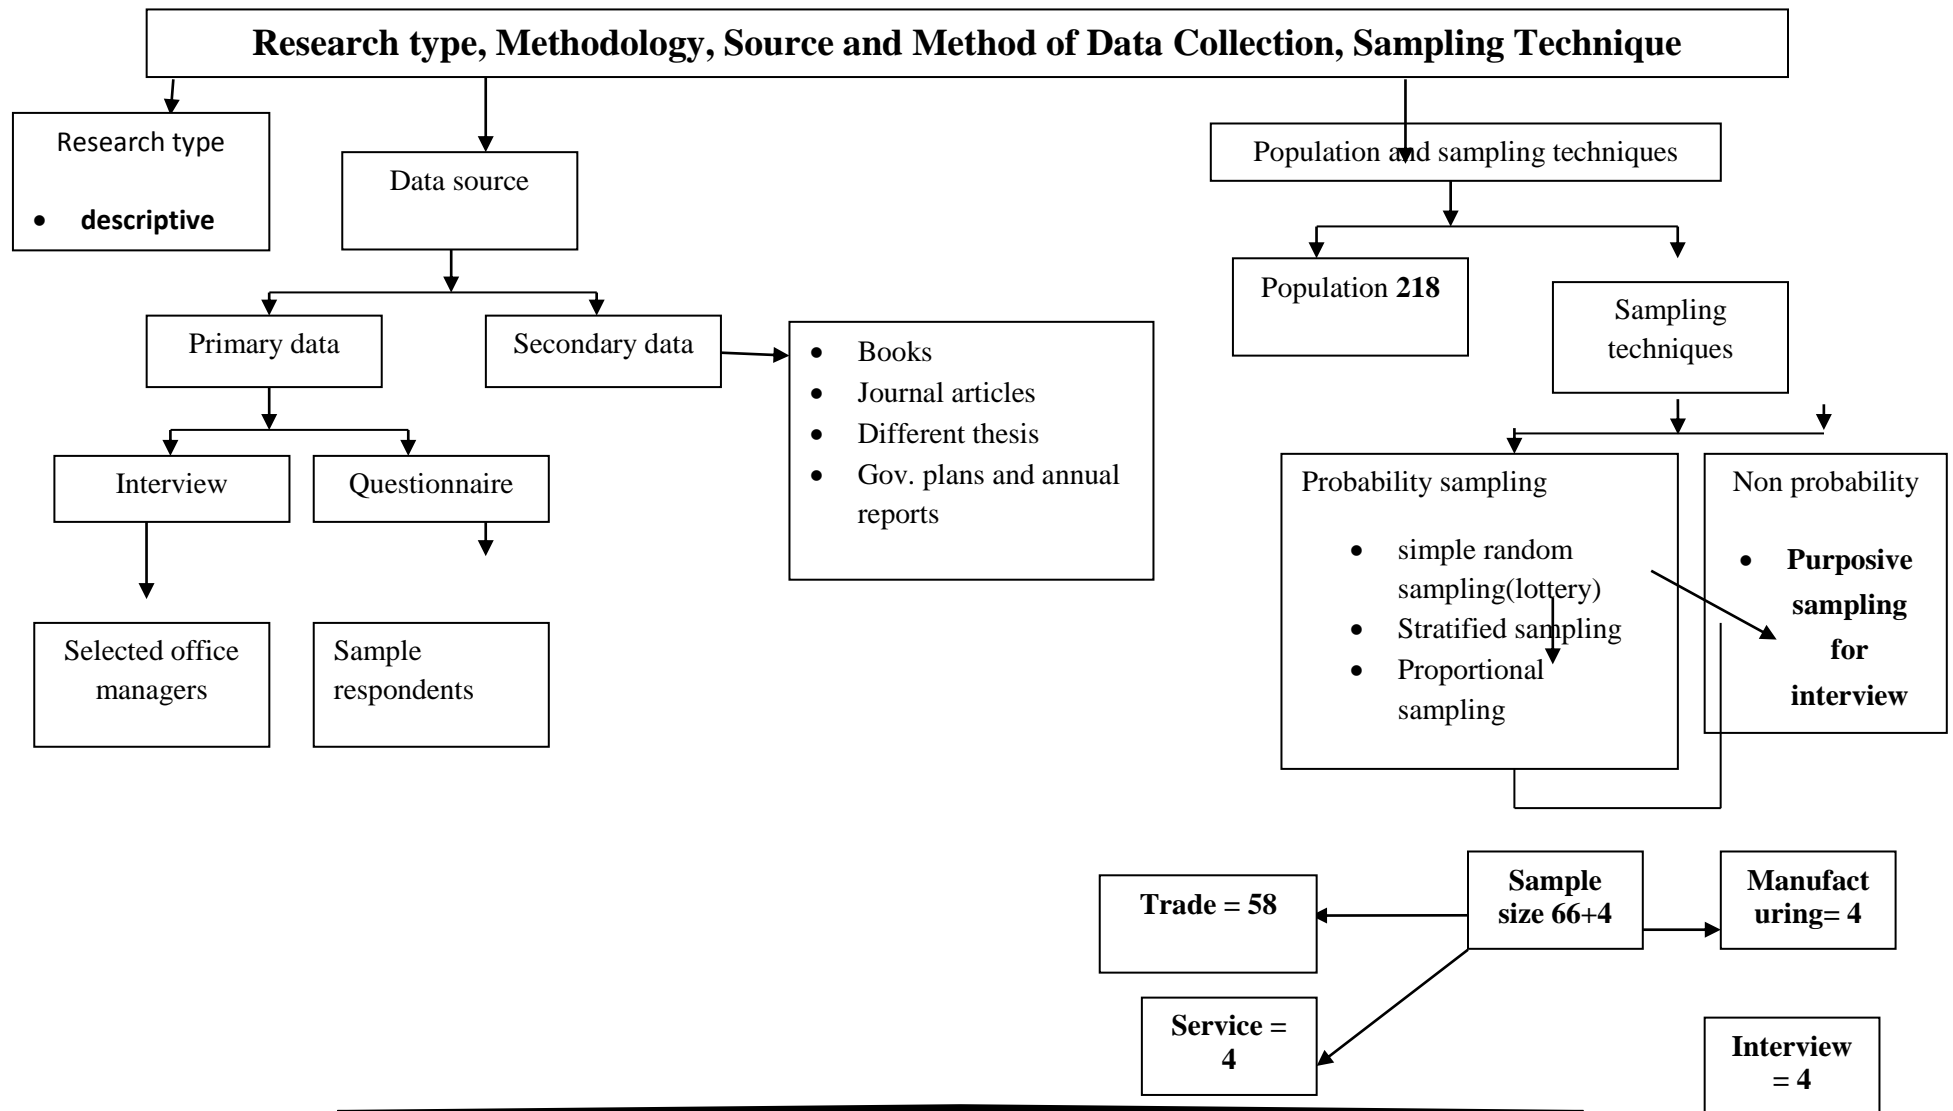 Research type, Methodology, Source and Method of Data Collection, Sampling Technique
Research type
• descriptive
Data source
Primary data
Secondary data
• Books
• Journal articles
• Different thesis
• Gov. plans and annual
reports
Interview
Questionnaire
Selected office
managers
Sample
respondents
Population and sampling techniques
Population 218
Sampling
techniques
Probability sampling
• simple random
sampling(lottery)
• Stratified sampling
• Proportional
sampling
Non probability
• Purposive
sampling
for
interview
Trade = 58
Sample
size 66+4
Manufact
uring= 4
Service =
4
Interview
= 4